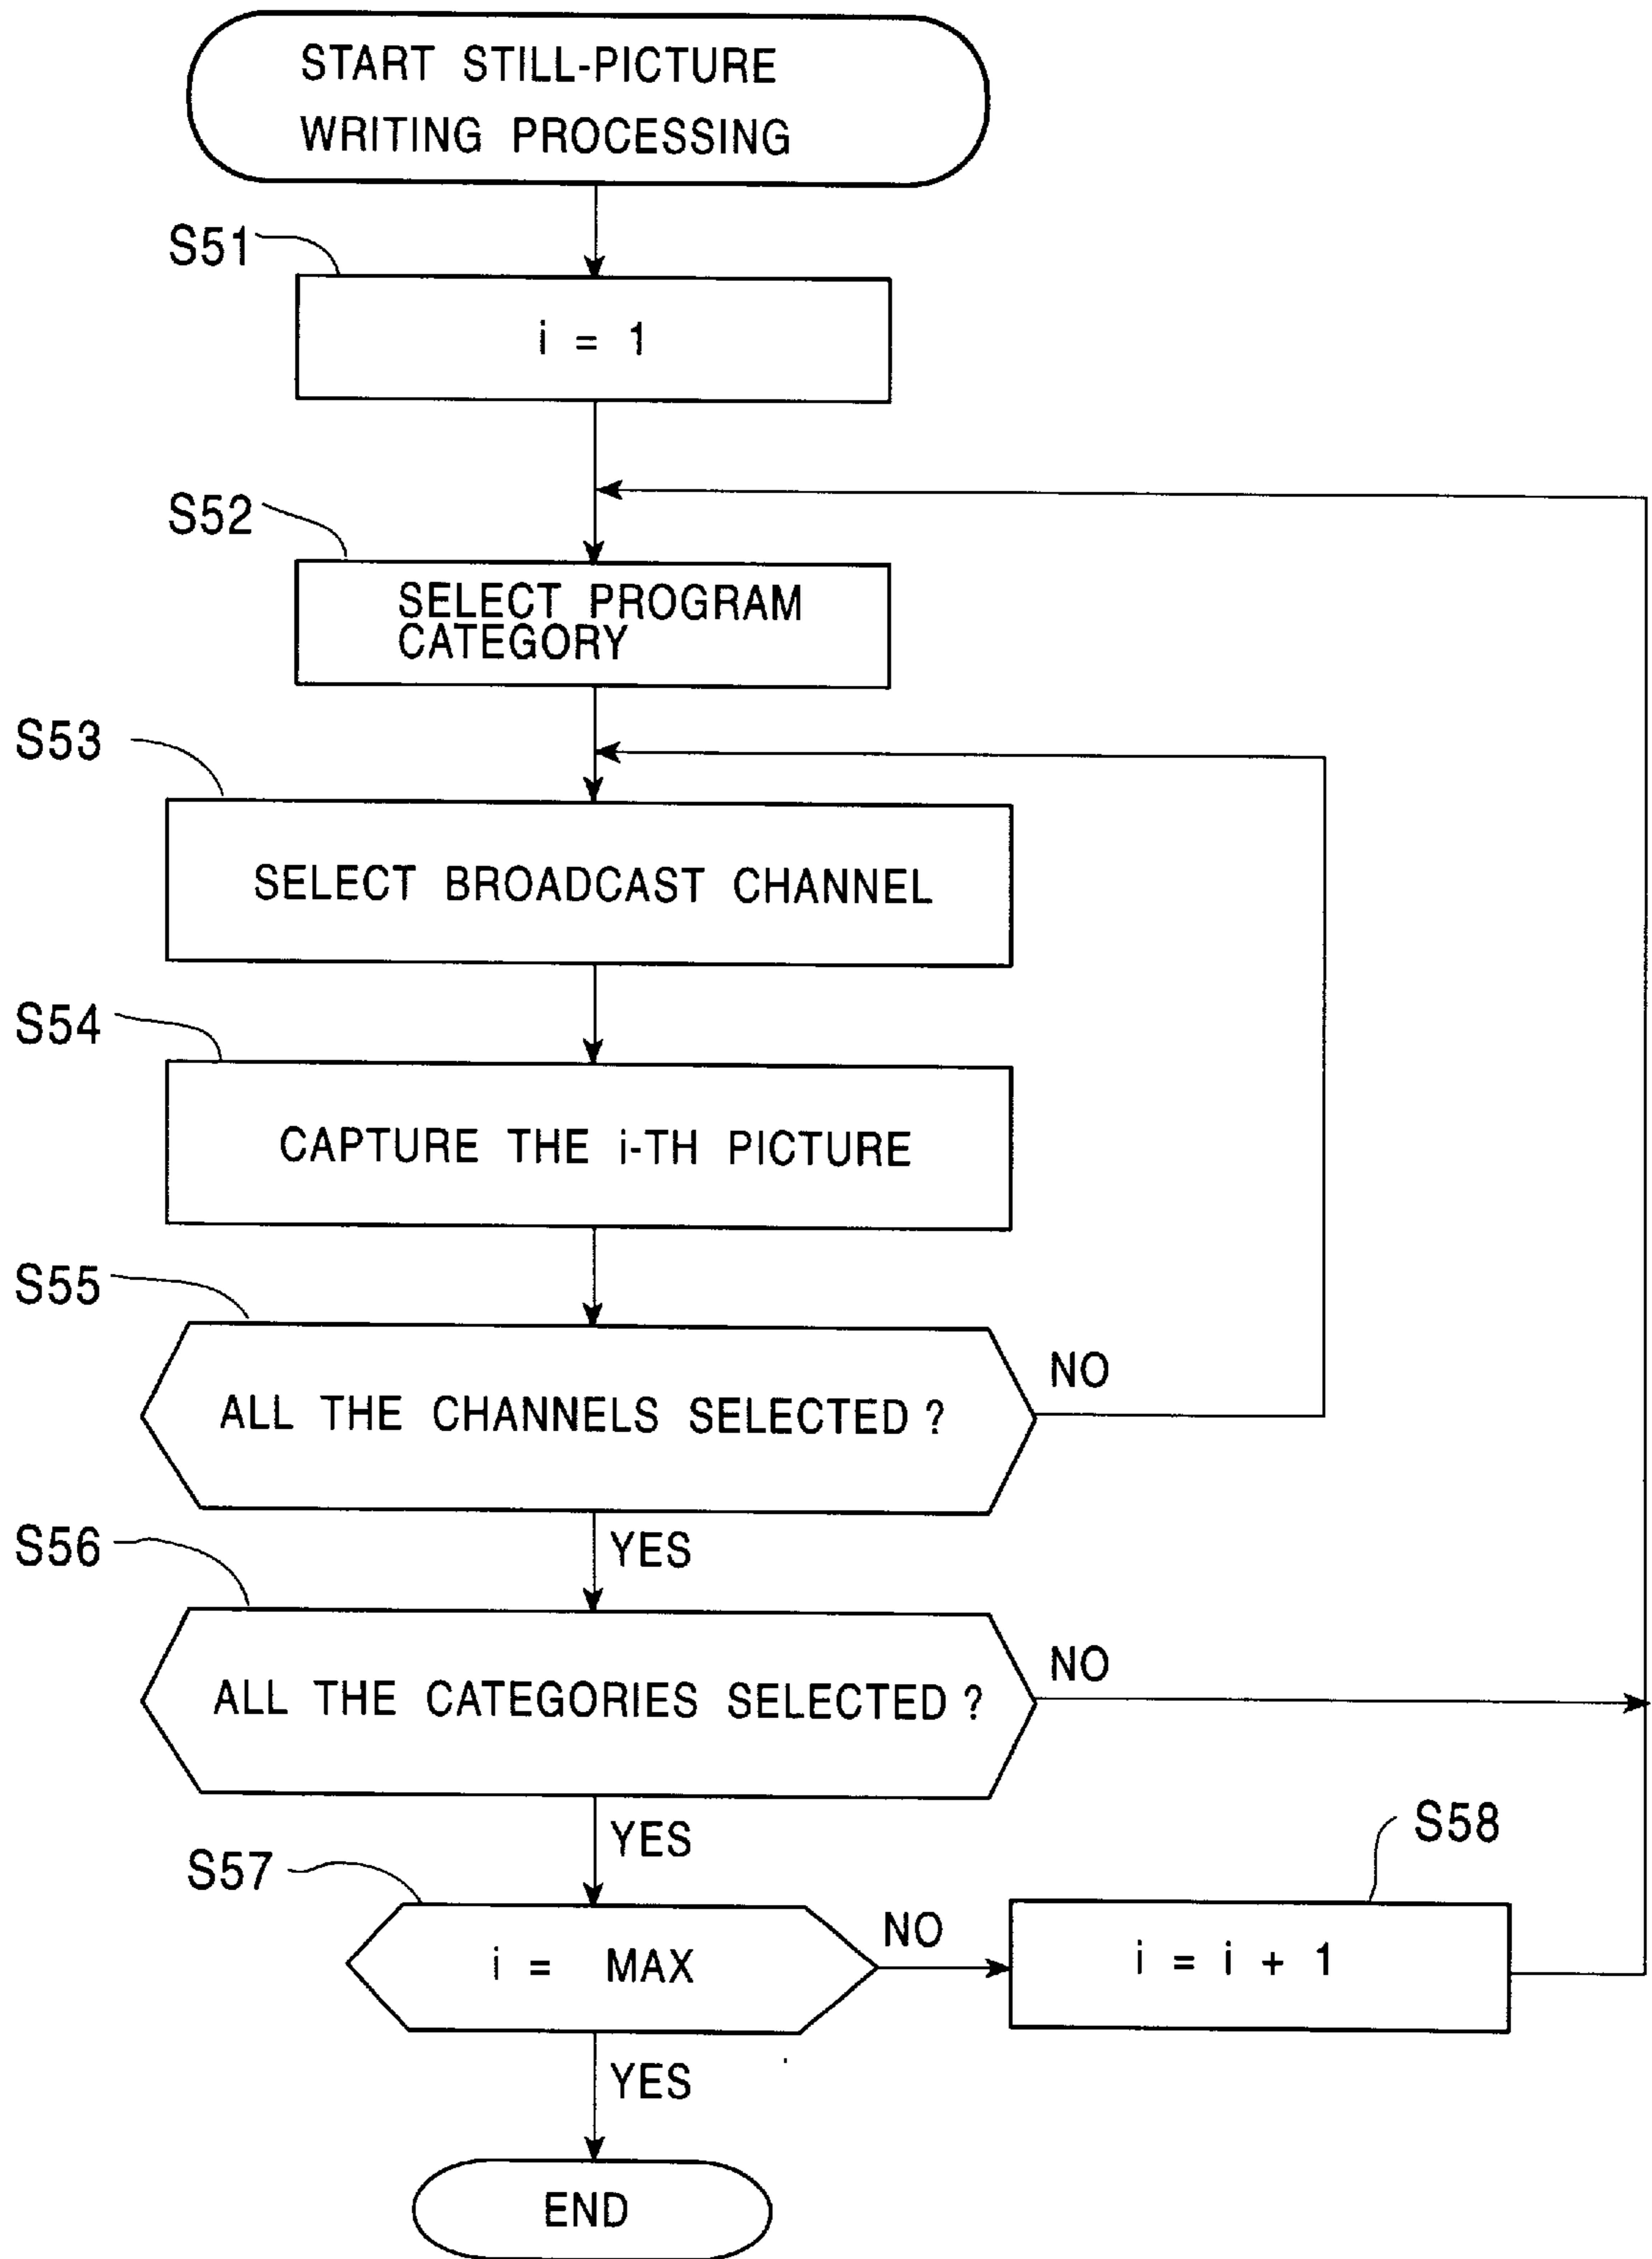 START STILL-PICTURE
WRITING PROCESSING
S51
i = 1
S52
SELECT PROGRAM
CATEGORY
S53
SELECT BROADCAST CHANNEL
S54
CAPTURE THE i-TH PICTURE
S55
ALL THE CHANNELS SELECTED ?
NO
YES
S56
ALL THE CATEGORIES SELECTED ?
NO
YES
S57
i = MAX
NO
S58
i = i + 1
YES
END